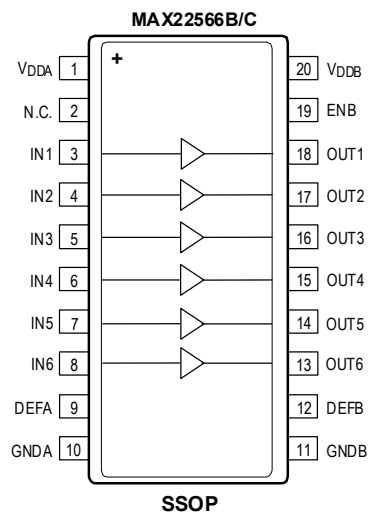 MAX22566B/C
+
VDDA 1 20 VDDB
N.C. 2 19 ENB
IN1 3 18 OUT1
IN2 4 17 OUT2
IN3 5 16 OUT3
IN4 6 15 OUT4
IN5 7 14 OUT5
IN6 8 13 OUT6
DEFA 9 12 DEFB
GNDA 10 11 GNDB
SSOP